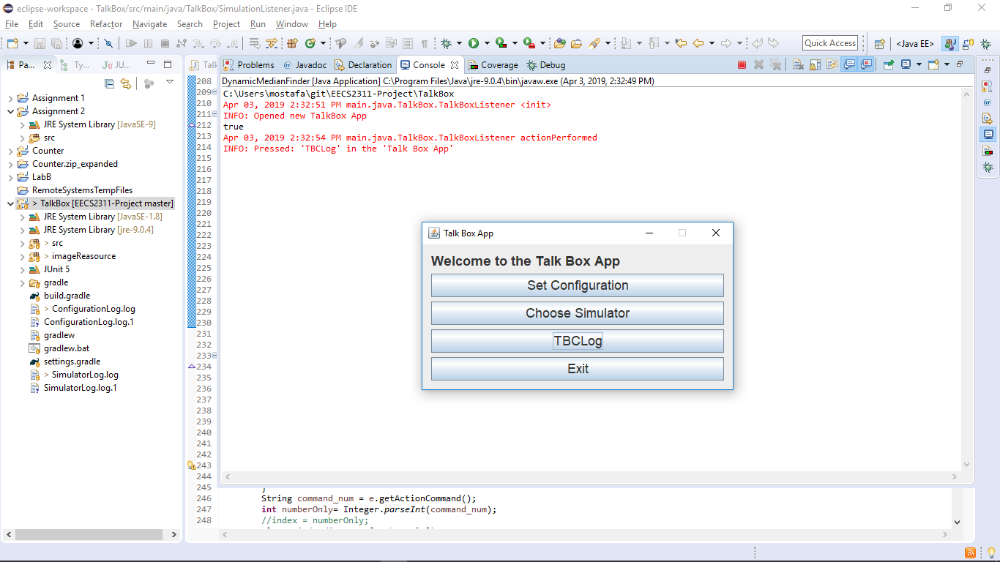 eclipse-workspace - TalkBox/src/main/java/TalkBox/SimulationListener.java - Eclipse IDE
File Edit Source Refactor Navigate Search Project Run Window Help
Quick Access
<Java EE>
Pa...
Ty...
JU...
Assignment 1
Assignment 2
JRE System Library [JavaSE-9]
src
Counter
Counter.zip_expanded
LabB
RemoteSystemsTempFiles
> TalkBox [EECS2311-Project master]
JRE System Library [JavaSE-1.8]
JRE System Library [jre-9.0.4]
> src
> imageReasource
JUnit 5
gradle
build.gradle
> ConfigurationLog.log
ConfigurationLog.log.1
gradlew
gradlew.bat
settings.gradle
> SimulatorLog.log
SimulatorLog.log.1
Talk
208
209
210
211
212
213
214
215
216
217
218
219
220
221
222
223
224
225
226
227
228
229
230
231
232
233
234
235
236
237
238
239
240
241
242
243
244
245
246
247
248
Problems @ Javadoc Declaration Console Coverage Debug
DynamicMedianFinder [Java Application] C:\Program Files\Java\jre-9.0.4\bin\javaw.exe (Apr 3, 2019, 2:32:49 PM)
C:\Users\mostafa\git\EECS2311-Project\TalkBox
Apr 03, 2019 2:32:51 PM main.java.TalkBox.TalkBoxListener <init>
INFO: Opened new TalkBox App
true
Apr 03, 2019 2:32:54 PM main.java.TalkBox.TalkBoxListener actionPerformed
INFO: Pressed: 'TBCLog' in the 'Talk Box App'
Talk Box App
Welcome to the Talk Box App
Set Configuration
Choose Simulator
TBCLog
Exit
}
String command_num = e.getActionCommand();
int numberOnly= Integer.parseInt(command_num);
//index = numberOnly;